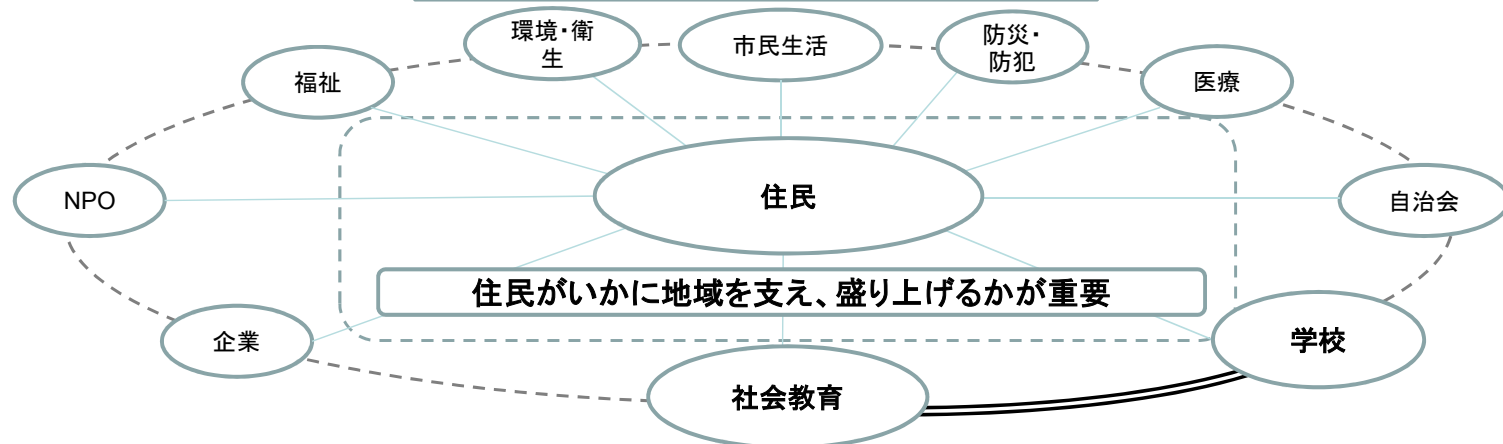 環境・衛
生
市民生活
防災・
防犯
福祉
医療
NPO
住民
自治会
住民がいかに地域を支え、盛り上げるかが重要
企業
学校
社会教育